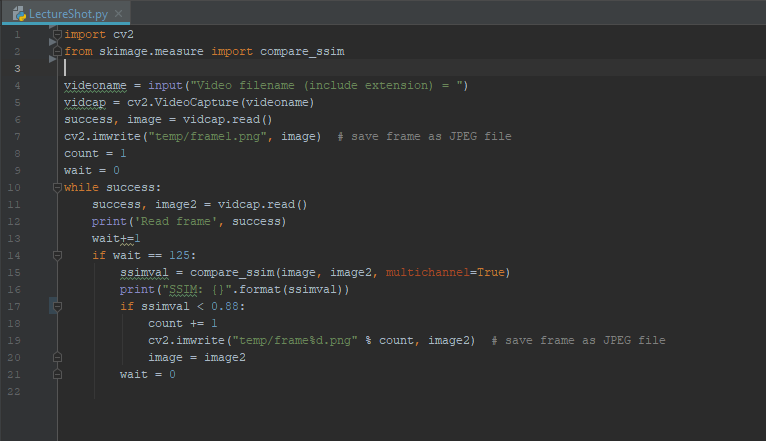 LectureShot.py ×
1 import cv2
2 from skimage.measure import compare_ssim
3
4 videoname = input("Video filename (include extension) = ")
5 vidcap = cv2.VideoCapture(videoname)
6 success, image = vidcap.read()
7 cv2.imwrite("temp/frame1.png", image)  # save frame as JPEG file
8 count = 1
9 wait = 0
10 while success:
11     success, image2 = vidcap.read()
12     print('Read frame', success)
13     wait+=1
14     if wait == 125:
15         ssimval = compare_ssim(image, image2, multichannel=True)
16         print("SSIM: {}".format(ssimval))
17         if ssimval < 0.88:
18             count += 1
19             cv2.imwrite("temp/frame%d.png" % count, image2)  # save frame as JPEG file
20             image = image2
21         wait = 0
22